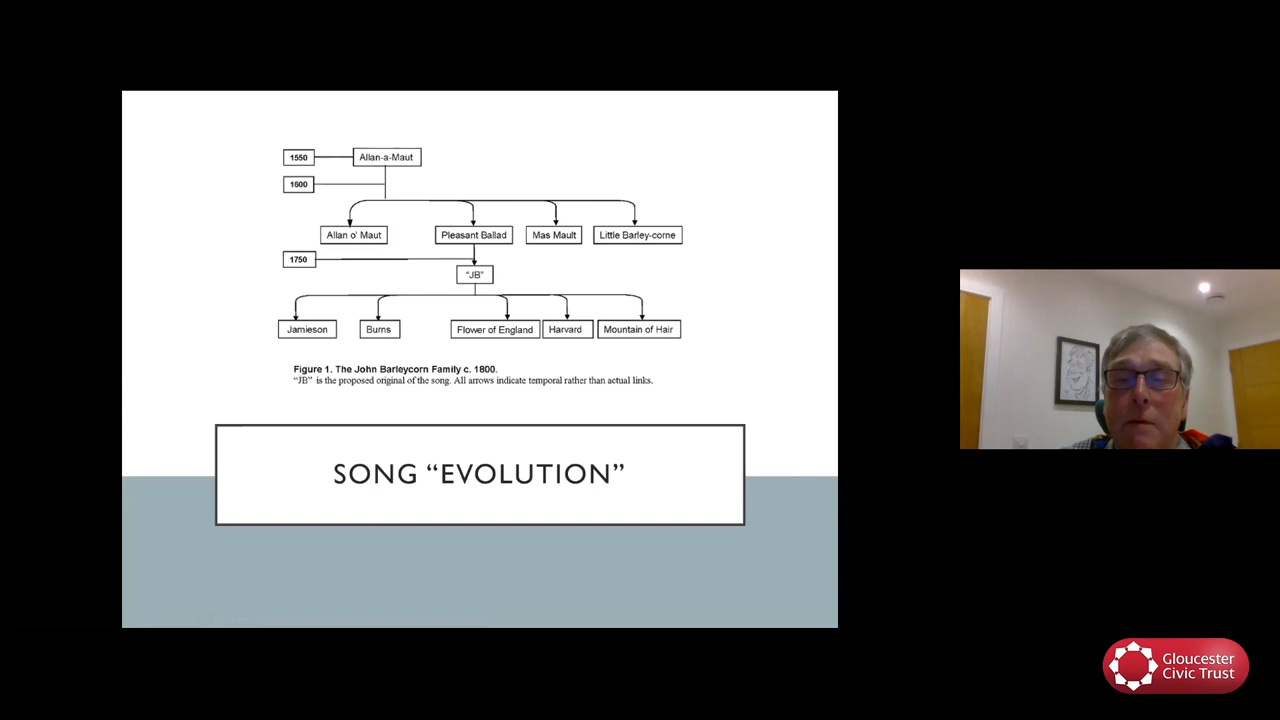 1550
Allan-a-Maut
1600
Allan o' Maut
Pleasant Ballad
Mas Mault
Little Barley-corne
1750
"JB"
Jamieson
Burns
Flower of England
Harvard
Mountain of Hair
Figure 1. The John Barleycorn Family c. 1800.
"JB" is the proposed original of the song. All arrows indicate temporal rather than actual links.
SONG “EVOLUTION”
Gloucester
Civic Trust